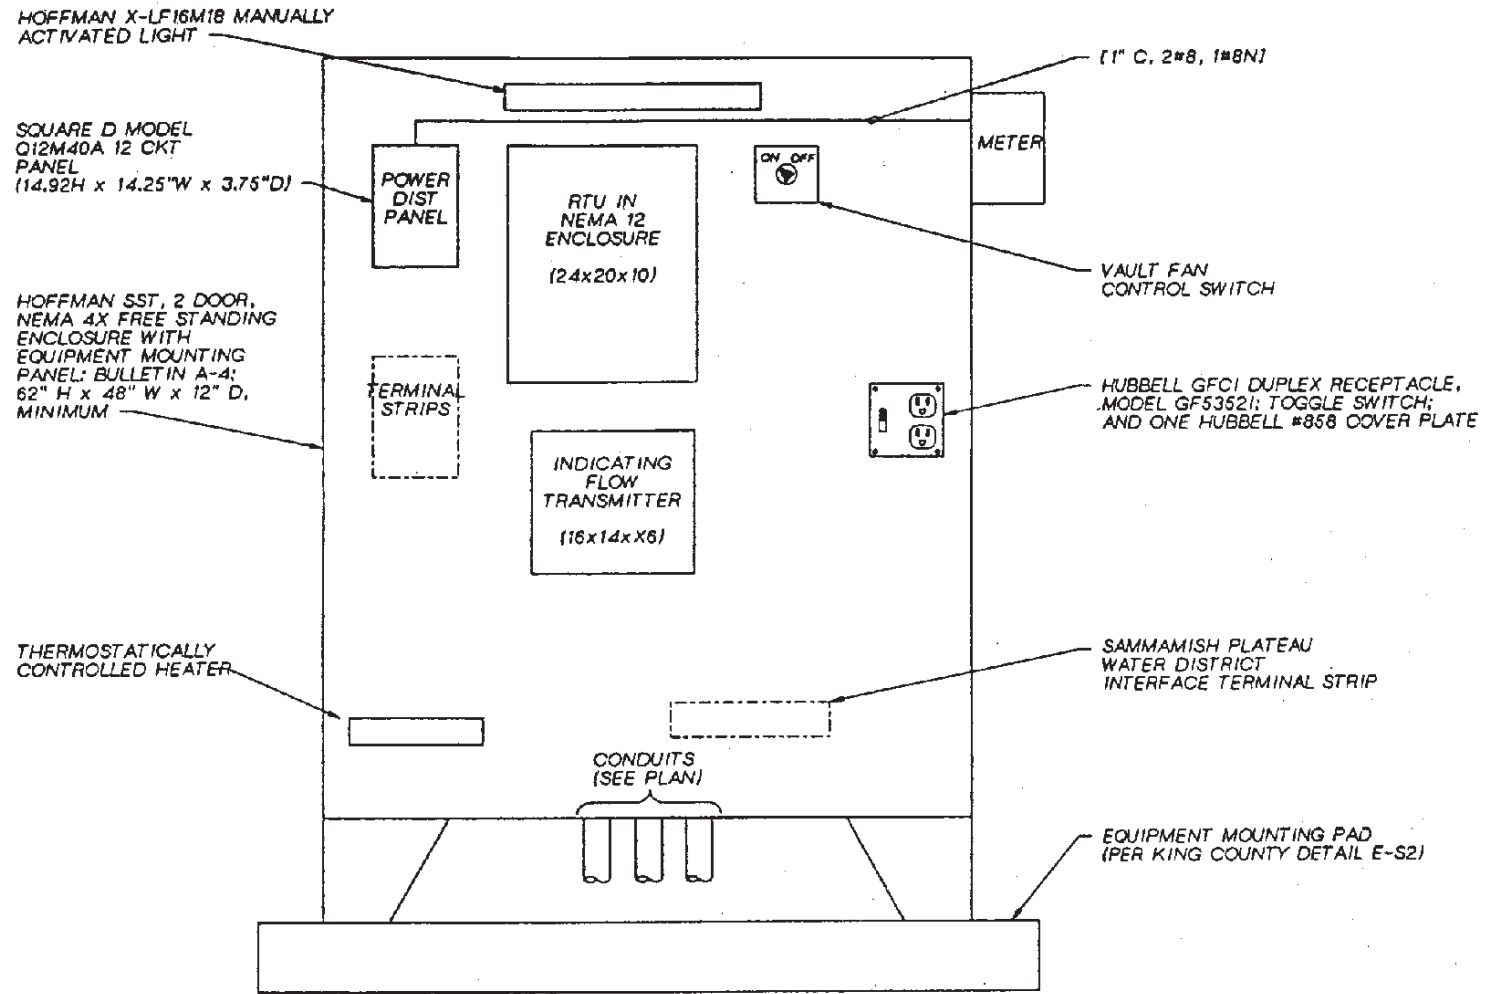 HOFFMAN X-LF16M18 MANUALLY
ACTIVATED LIGHT
[1" C, 2#8, 1#8N]
SQUARE D MODEL
Q12M40A 12 CKT
PANEL
(14.92H x 14.25"W x 3.75"D)
POWER
DIST
PANEL
RTU IN
NEMA 12
ENCLOSURE
(24x20x10)
ON OFF
METER
VAULT FAN
CONTROL SWITCH
HOFFMAN SST, 2 DOOR,
NEMA 4X FREE STANDING
ENCLOSURE WITH
EQUIPMENT MOUNTING
PANEL; BULLETIN A-4;
62" H x 48" W x 12" D,
MINIMUM
TERMINAL
STRIPS
HUBBELL GFCI DUPLEX RECEPTACLE,
MODEL GF5352I; TOGGLE SWITCH;
AND ONE HUBBELL #858 COVER PLATE
INDICATING
FLOW
TRANSMITTER
(16x14xX6)
THERMOSTATICALLY
CONTROLLED HEATER
SAMMAMISH PLATEAU
WATER DISTRICT
INTERFACE TERMINAL STRIP
CONDUITS
(SEE PLAN)
EQUIPMENT MOUNTING PAD
(PER KING COUNTY DETAIL E-S2)